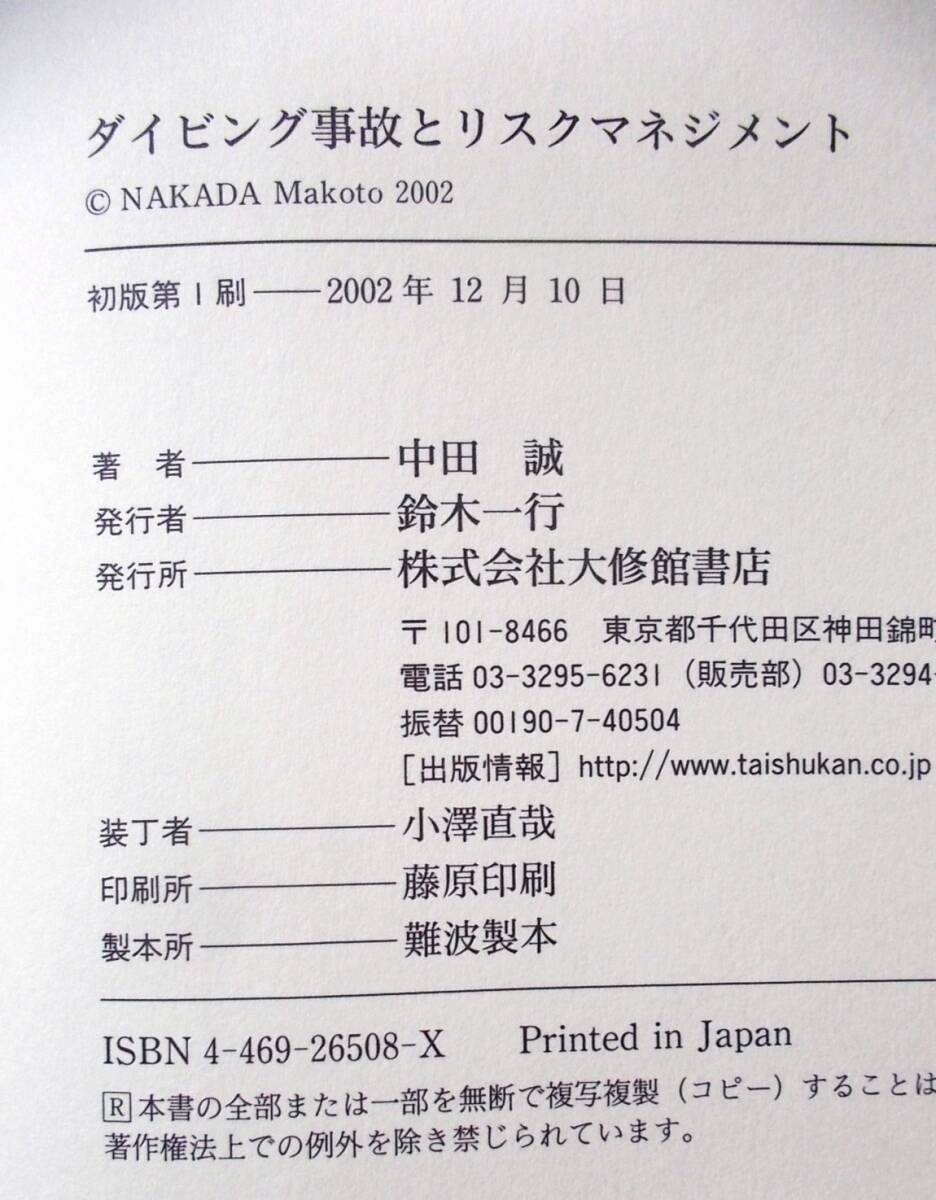 ダイビング事故とリスクマネジメント
© NAKADA Makoto 2002
初版第1刷——2002年12月10日
著　者————中田　誠
発行者————鈴木一行
発行所————株式会社大修館書店
〒101-8466　東京都千代田区神田錦町
電話03-3295-6231（販売部）03-3294-
振替00190-7-40504
［出版情報］http://www.taishukan.co.jp
装丁者————小澤直哉
印刷所————藤原印刷
製本所————難波製本
ISBN 4-469-26508-X　Printed in Japan
Ⓡ本書の全部または一部を無断で複写複製（コピー）することは
著作権法上での例外を除き禁じられています。